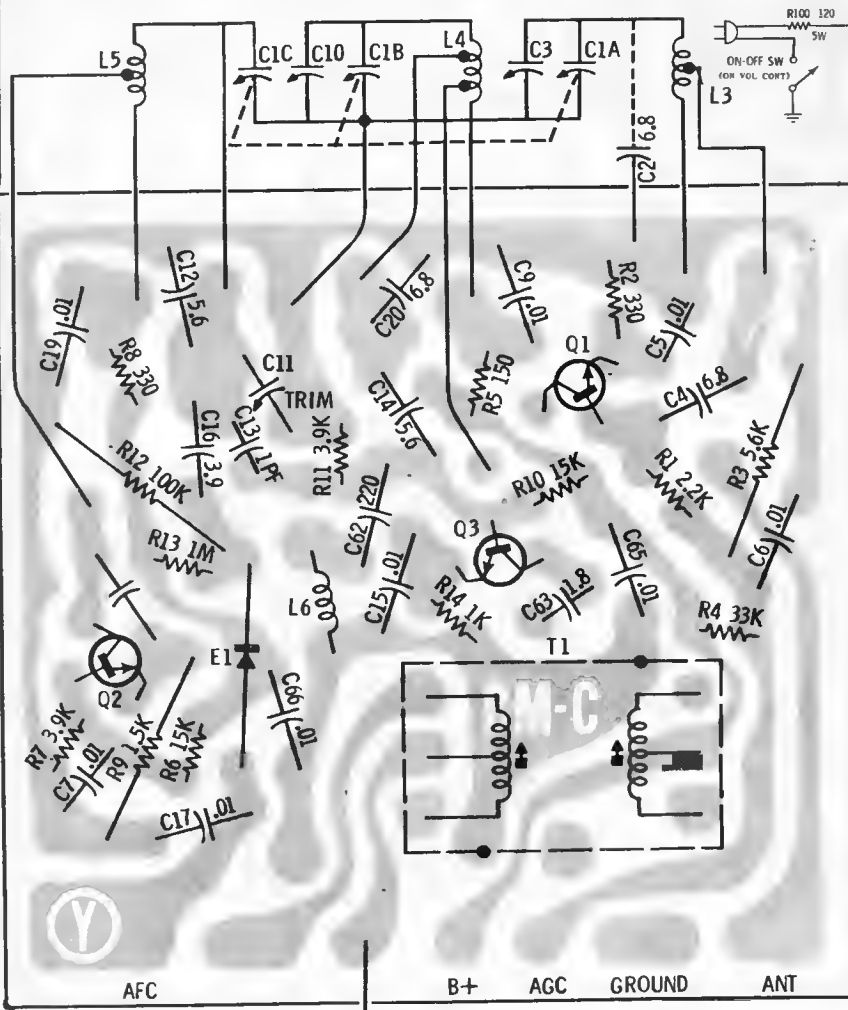 R100 120
5W
ON-OFF SW
(ON VOL CONT)
L5
C1C
C10
C1B
L4
C3
C1A
L3
C2 6.8
C12 5.6
C19 .01
R8 330
C11
TRIM
C20 6.8
C9 .01
R2 330
C5 .01
Q1
R5 150
C4 6.8
C14 5.6
C16 3.9
C13 1PF
R11 3.9K
R12 100K
R10 15K
R1 2.2K
R3 5.6K
R13 1M
C62 220
Q3
C65 .01
C6 .01
L6
C15 .01
R14 1K
C63 1.8
R4 33K
E1
T1
Q2
C66 .01
M-C
R7 3.9K
C7 .01
R9 1.5K
R6 15K
C17 .01
Y
AFC
B+
AGC
GROUND
ANT